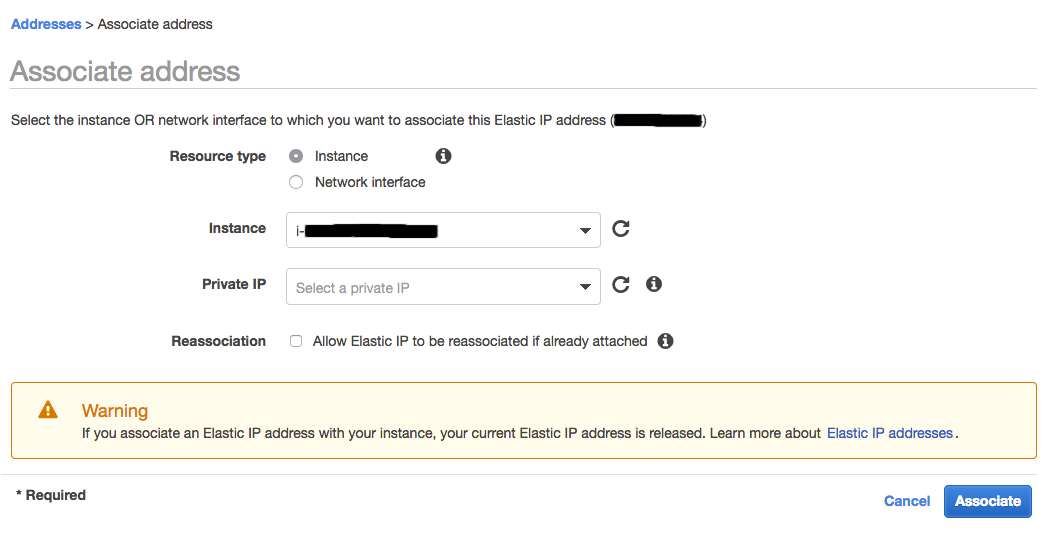 Addresses > Associate address
Associate address
Select the instance OR network interface to which you want to associate this Elastic IP address ( )
Resource type Instance
Network interface
Instance i-
Private IP Select a private IP
Reassociation Allow Elastic IP to be reassociated if already attached
Warning
If you associate an Elastic IP address with your instance, your current Elastic IP address is released. Learn more about Elastic IP addresses.
* Required
Cancel Associate